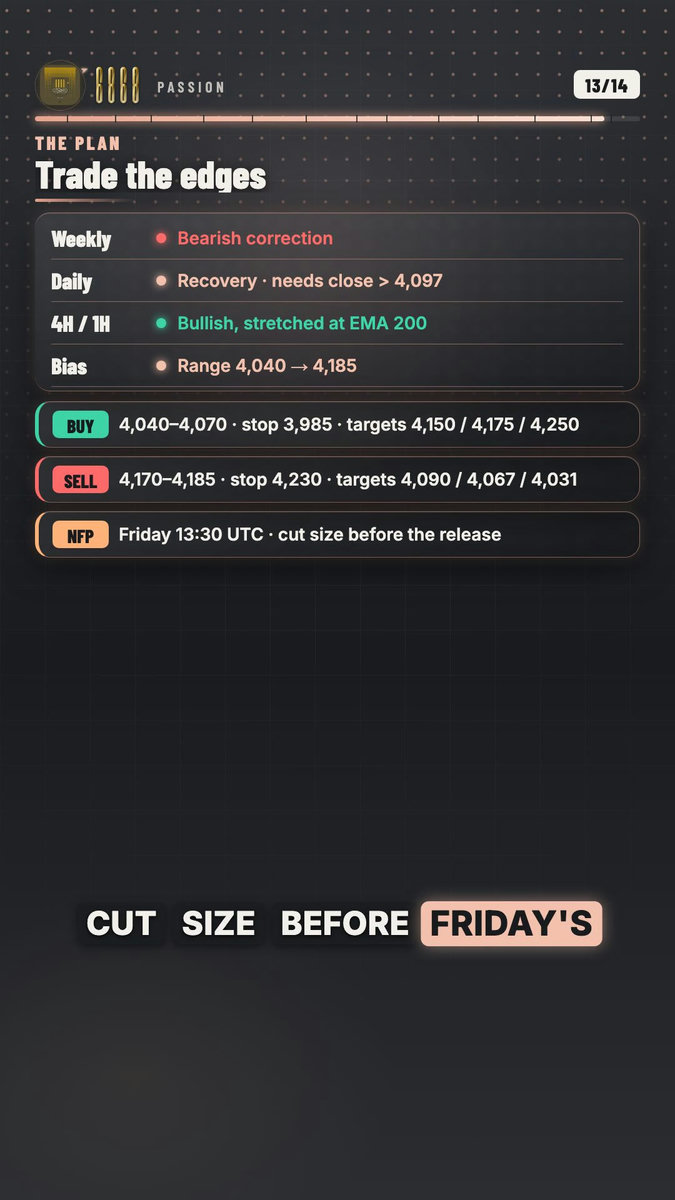 6868 PASSION 13/14
THE PLAN
Trade the edges
Weekly Bearish correction
Daily Recovery · needs close > 4,097
4H / 1H Bullish, stretched at EMA 200
Bias Range 4,040 → 4,185
BUY 4,040–4,070 · stop 3,985 · targets 4,150 / 4,175 / 4,250
SELL 4,170–4,185 · stop 4,230 · targets 4,090 / 4,067 / 4,031
NFP Friday 13:30 UTC · cut size before the release
CUT SIZE BEFORE FRIDAY'S